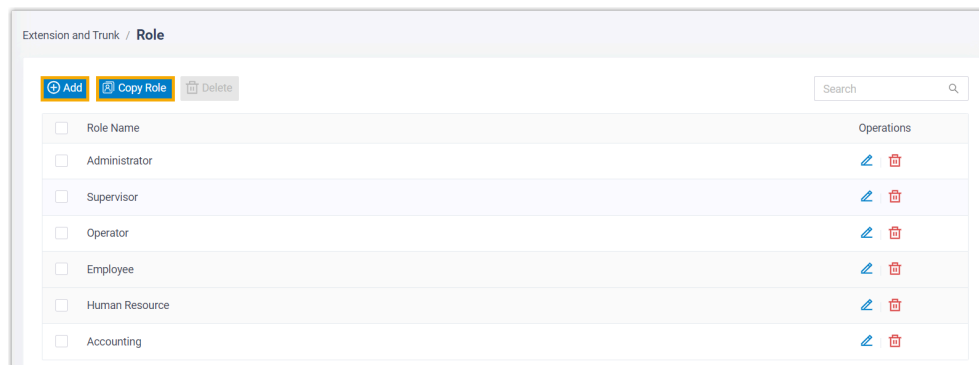 Extension and Trunk / Role
Add Copy Role Delete Search
Role Name Operations
Administrator
Supervisor
Operator
Employee
Human Resource
Accounting